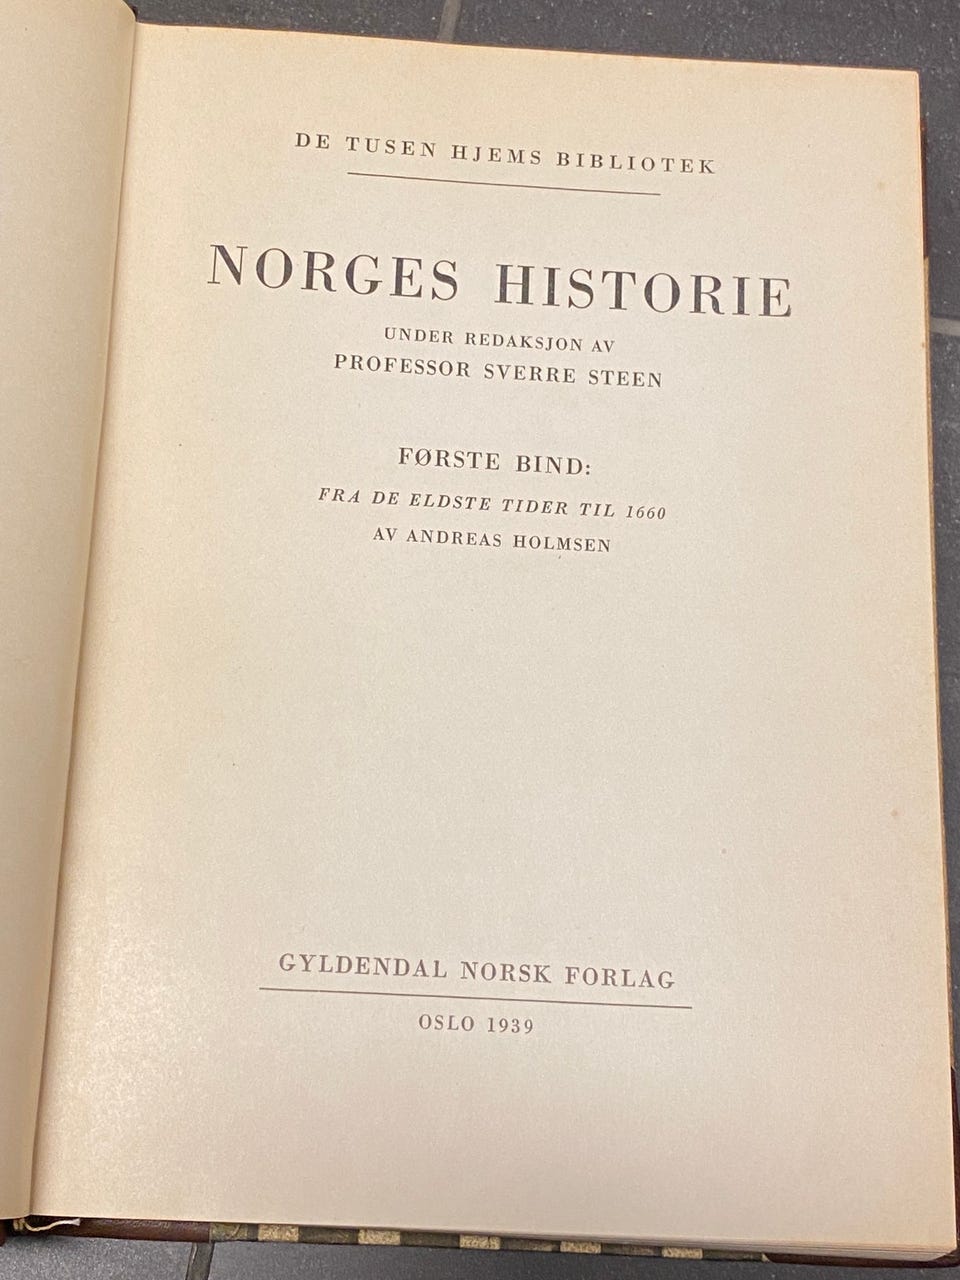 DE TUSEN HJEMS BIBLIOTEK
NORGES HISTORIE
UNDER REDAKSJON AV
PROFESSOR SVERRE STEEN
FØRSTE BIND:
FRA DE ELDSTE TIDER TIL 1660
AV ANDREAS HOLMSEN
GYLDENDAL NORSK FORLAG
OSLO 1939